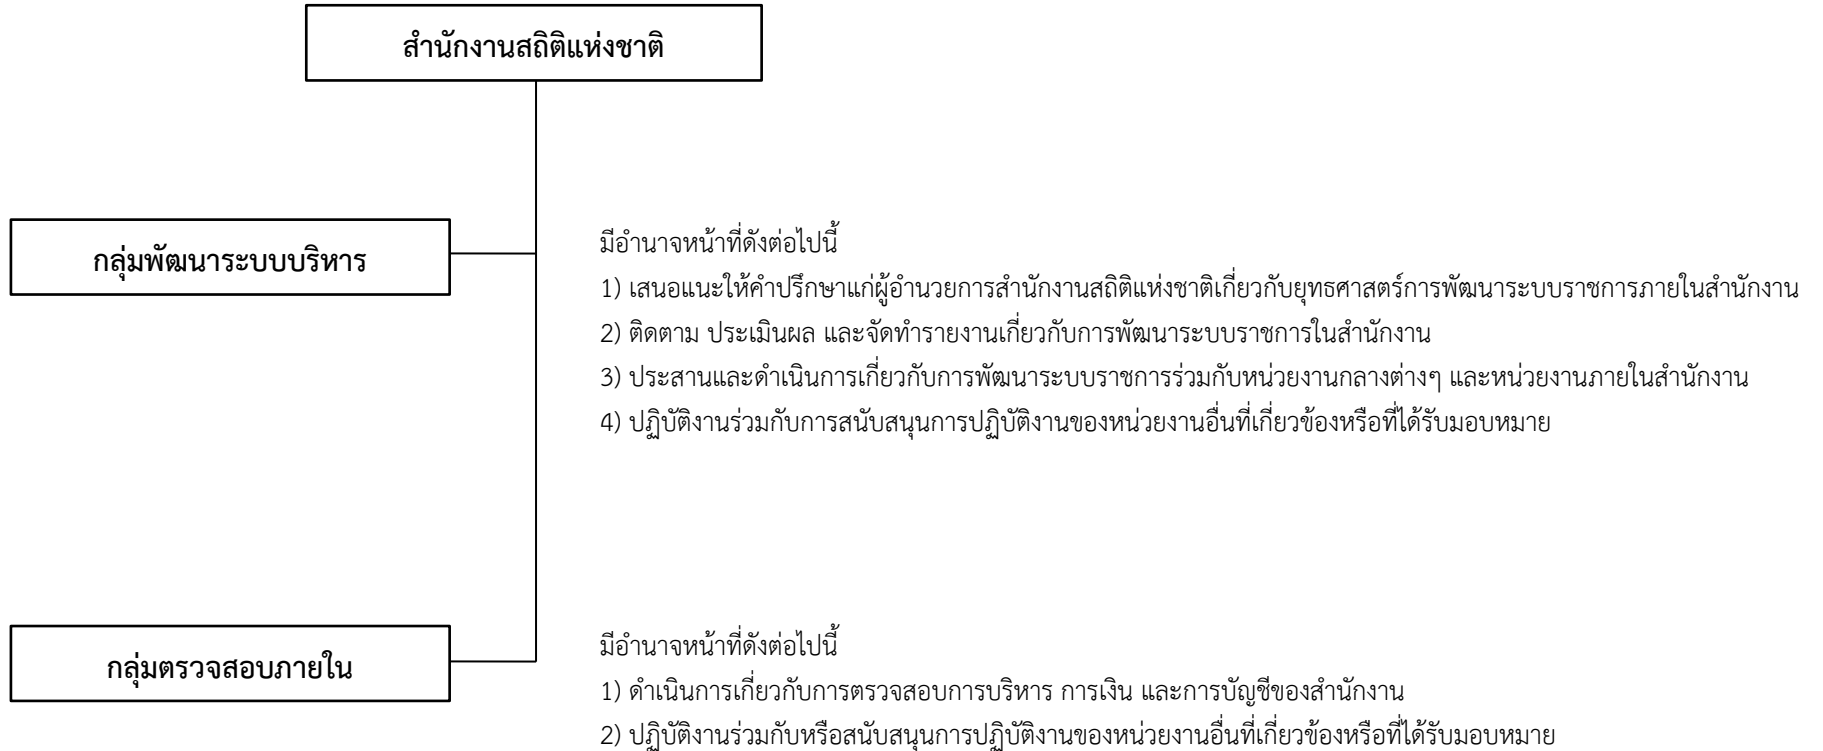 สำนักงานสถิติแห่งชาติ
กลุ่มพัฒนาระบบบริหาร
มีอำนาจหน้าที่ดังต่อไปนี้
1) เสนอแนะให้คำปรึกษาแก่ผู้อำนวยการสำนักงานสถิติแห่งชาติเกี่ยวกับยุทธศาสตร์การพัฒนาระบบราชการภายในสำนักงาน
2) ติดตาม ประเมินผล และจัดทำรายงานเกี่ยวกับการพัฒนาระบบราชการในสำนักงาน
3) ประสานและดำเนินการเกี่ยวกับการพัฒนาระบบราชการร่วมกับหน่วยงานกลางต่างๆ และหน่วยงานภายในสำนักงาน
4) ปฏิบัติงานร่วมกับการสนับสนุนการปฏิบัติงานของหน่วยงานอื่นที่เกี่ยวข้องหรือที่ได้รับมอบหมาย
กลุ่มตรวจสอบภายใน
มีอำนาจหน้าที่ดังต่อไปนี้
1) ดำเนินการเกี่ยวกับการตรวจสอบการบริหาร การเงิน และการบัญชีของสำนักงาน
2) ปฏิบัติงานร่วมกับหรือสนับสนุนการปฏิบัติงานของหน่วยงานอื่นที่เกี่ยวข้องหรือที่ได้รับมอบหมาย